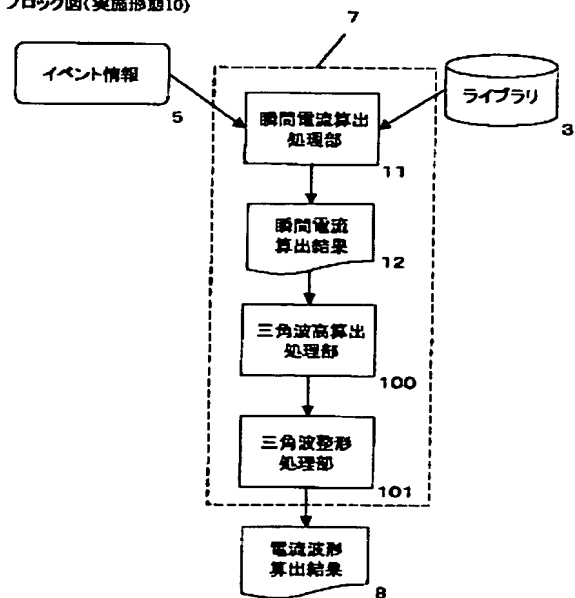 ブロック図(実施形態10)
7
イベント情報
5
ライブラリ
3
瞬間電流算出
処理部
11
瞬間電流
算出結果
12
三角波高算出
処理部
100
三角波整形
処理部
101
電流波形
算出結果
8